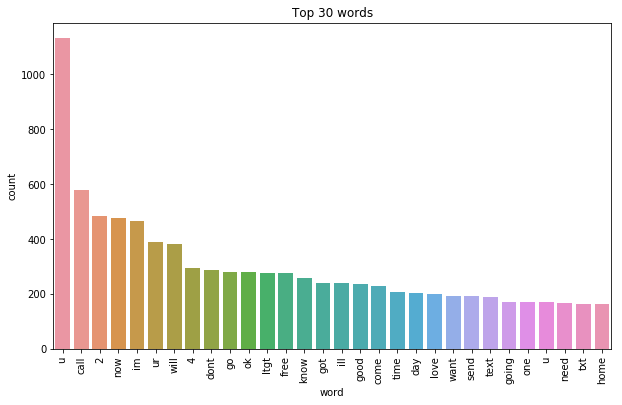 Top 30 words
count
1000
800
600
400
200
0
u
call
2
now
im
ur
will
4
dont
go
ok
ltgt
free
know
got
ill
good
come
time
day
love
want
send
text
going
one
u
need
txt
home
word